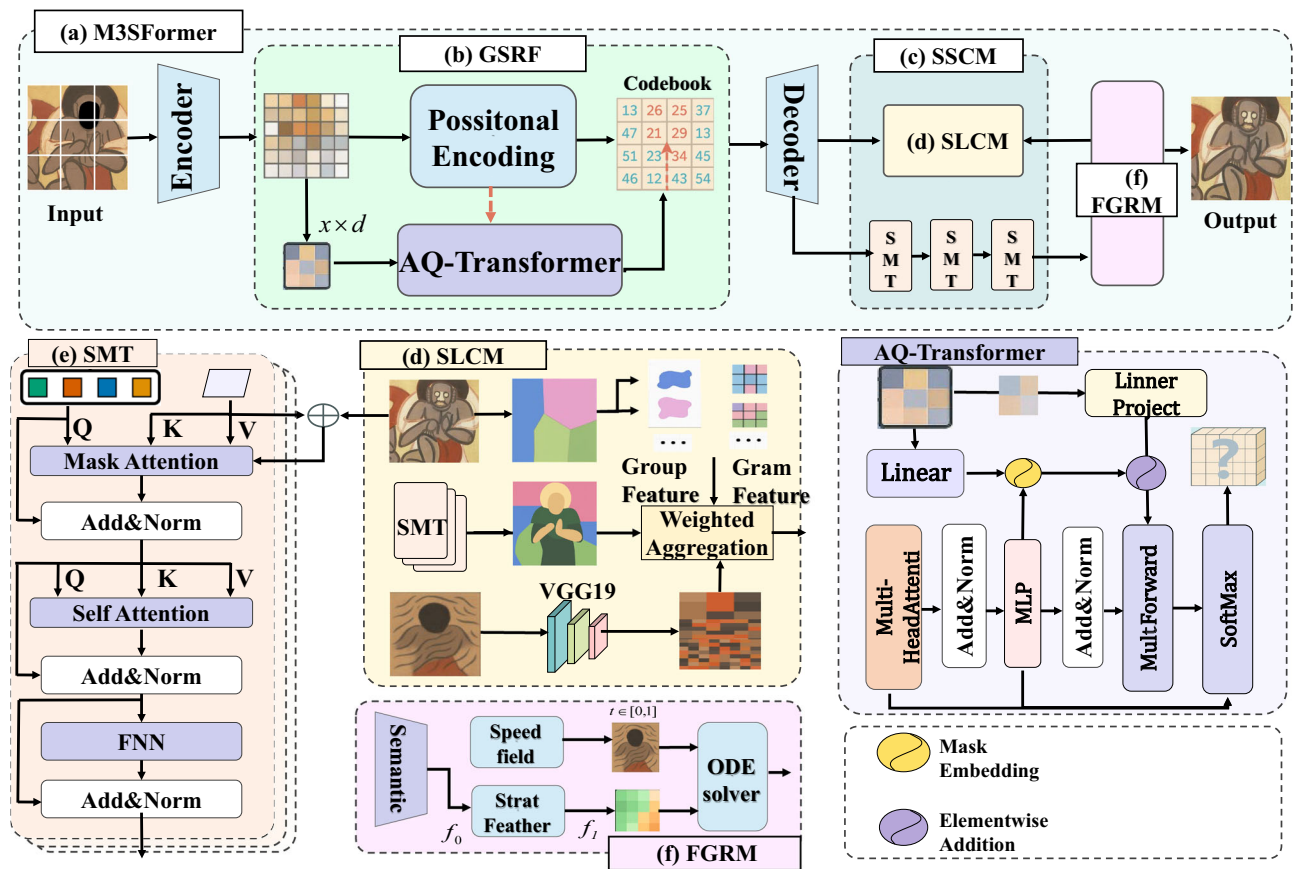 (a) M3SFormer
Input
Encoder
(b) GSRF
Possitonal
Encoding
x×d
AQ-Transformer
Codebook
13 26 25 37
47 21 29 13
51 23 34 45
46 12 43 54
Decoder
(c) SSCM
(d) SLCM
SMT
SMT
SMT
(f)
FGRM
Output
(e) SMT
Q
K
V
Mask Attention
Add&Norm
Q
K
V
Self Attention
Add&Norm
FNN
Add&Norm
(d) SLCM
Group
Feature
Gram
Feature
SMT
Weighted
Aggregation
VGG19
Semantic
f0
Speed
field
t∈[0,1]
Strat
Feather
f1
ODE
solver
(f) FGRM
AQ-Transformer
Linner
Project
Linear
?
Multi-
HeadAttenti
Add&Norm
MLP
Add&Norm
MultForward
SoftMax
Mask
Embedding
Elementwise
Addition